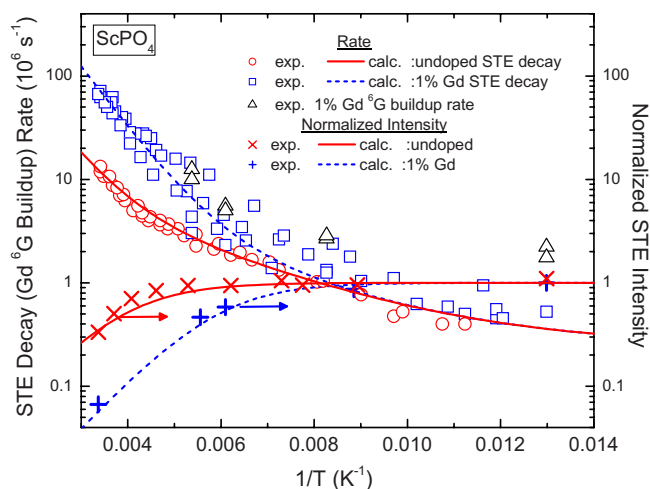 ScPO4
Rate
exp. calc. :undoped STE decay
exp. calc. :1% Gd STE decay
exp. 1% Gd 6G buildup rate
Normalized Intensity
exp. calc. :undoped
exp. calc. :1% Gd
STE Decay (Gd 6G Buildup) Rate (10^6 s^-1)
100
10
1
0.1
Normalized STE Intensity
100
10
1
0.1
0.004 0.006 0.008 0.010 0.012 0.014
1/T (K^-1)